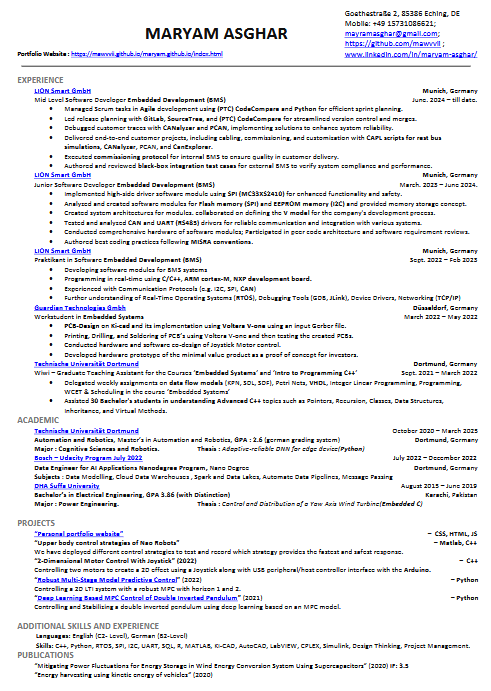 MARYAM ASGHAR
Goethestraße 2, 85386 Eching, DE
Mobile: +49 15731086621;
mayramasghar@gmail.com;
https://github.com/mawvvii ;
www.linkedin.com/in/maryam-asghar/
Portfolio Website : https://mawvvii.github.io/maryam.github.io/index.html
EXPERIENCE
LION Smart GmbH Munich, Germany
Mid Level Software Developer Embedded Development (BMS) June. 2024 – till date.
• Managed Scrum tasks in Agile development using (PTC) CodeCompare and Python for efficient sprint planning.
• Led release planning with GitLab, SourceTree, and (PTC) CodeCompare for streamlined version control and merges.
• Debugged customer traces with CANalyzer and PCAN, implementing solutions to enhance system reliability.
• Delivered end-to-end customer projects, including cabling, commissioning, and customization with CAPL scripts for rest bus
simulations, CANalyzer, PCAN, and CanExplorer.
• Executed commissioning protocol for internal BMS to ensure quality in customer delivery.
• Authored and reviewed black-box integration test cases for external BMS to verify system compliance and performance.
LION Smart GmbH Munich, Germany
Junior Software Developer Embedded Development (BMS) March. 2023 – June 2024.
• Implemented high-side driver software module using SPI (MC33XS2410) for enhanced functionality and safety.
• Analyzed and created software modules for Flash memory (SPI) and EEPROM memory (I2C) and provided memory storage concept.
• Created system architectures for modules, collaborated on defining the V model for the company's development process.
• Tested and analyzed CAN and UART (RS485) drivers for reliable communication and integration with various systems.
• Conducted comprehensive hardware of software modules; Participated in peer code architecture and software requirement reviews.
• Authored best coding practices following MISRA conventions.
LION Smart GmbH Munich, Germany
Praktikant in Software Embedded Development (BMS) Sept. 2022 – Feb 2023
• Developing software modules for BMS systems
• Programming in real-time using C/C++, ARM cortex-M, NXP development board.
• Experienced with Communication Protocols (e.g. I2C, SPI, CAN)
• Further understanding of Real-Time Operating Systems (RTOS), Debugging Tools (GDB, JLink), Device Drivers, Networking (TCP/IP)
Guardian Technologies Gmbh Düsseldorf, Germany
Wiwrkstudent in Embedded Systems March 2022 – May 2022
• PCB-Design on Ki-cad and its implementation using Voltera V-one using an input Gerber file.
• Printing, Drilling, and Soldering of PCB's using Voltera V-one and then testing the created PCBs.
• Conducted hardware and software co-design of Joystick Motor control.
• Developed hardware prototype of the minimal value product as a proof of concept for investors.
Technische Universität Dortmund Dortmund, Germany
Wiwi – Graduate Teaching Assistant for the Courses 'Embedded Systems' and 'Intro to Programming C++' Sept. 2021 – March 2022
• Delegated weekly assignments on data flow models (KPN, SDL, SDF), Petri Nets, VHDL, Integer Linear Programming, Programming,
WCET & Scheduling in the course 'Embedded Systems'
• Assisted 30 Bachelor's students in understanding Advanced C++ topics such as Pointers, Recursion, Classes, Data Structures,
Inheritance, and Virtual Methods.
ACADEMIC
Technische Universität Dortmund October 2020 – March 2025
Automation and Robotics, Master's in Automation and Robotics, GPA : 2.6 (german grading system) Dortmund, Germany
Major : Cognitive Sciences and Robotics. Thesis : Adaptive-reliable DNN for edge device(Python)
Bosch – Udacity Program July 2022 July 2022 – December 2022
Data Engineer for AI Applications Nanodegree Program, Nano Degree Dortmund, Germany
Subjects : Data Modelling, Cloud Data Warehouses , Spark and Data Lakes, Automate Data Pipelines, Message Passing
DHA Suffa University August 2015 – June 2019
Bachelor's in Electrical Engineering, GPA 3.86 (with Distinction) Karachi, Pakistan
Major : Power Engineering. Thesis : Control and Distribution of a Yaw Axis Wind Turbine(Embedded C)
PROJECTS
"Personal portfolio website" – CSS, HTML, JS
"Upper body control strategies of Nao Robots" – Matlab, C++
We have deployed different control strategies to test and record which strategy provides the fastest and safest response.
"2-Dimensional Motor Control With Joystick" (2022) – C++
Controlling two motors to create a 2D effect using a Joystick along with USB peripheral/host controller interface with the Arduino.
"Robust Multi-Stage Model Predictive Control" (2022) – Python
Controlling a 2D LTI system with a robust MPC with horizon 1 and 2.
"Deep Learning Based MPC Control of Double Inverted Pendulum" (2021) – Python
Controlling and Stabilising a double inverted pendulum using deep learning based on an MPC model.
ADDITIONAL SKILLS AND EXPERIENCE
Languages: English (C2- Level), German (B2-Level)
Skills: C++, Python, RTOS, SPI, I2C, UART, SQL, R, MATLAB, KI-CAD, AutoCAD, LabVIEW, CPLEX, Simulink, Design Thinking, Project Management.
PUBLICATIONS
"Mitigating Power Fluctuations for Energy Storage in Wind Energy Conversion System Using Supercapacitors" (2020) IF: 3.5
"Energy harvesting using kinetic energy of vehicles" (2020)